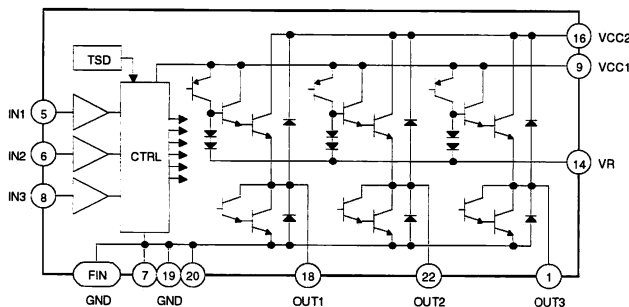 16 VCC2
TSD
9 VCC1
IN1 5
IN2 6
CTRL
14 VR
IN3 8
FIN 7 19 20 18 22 1
GND GND OUT1 OUT2 OUT3